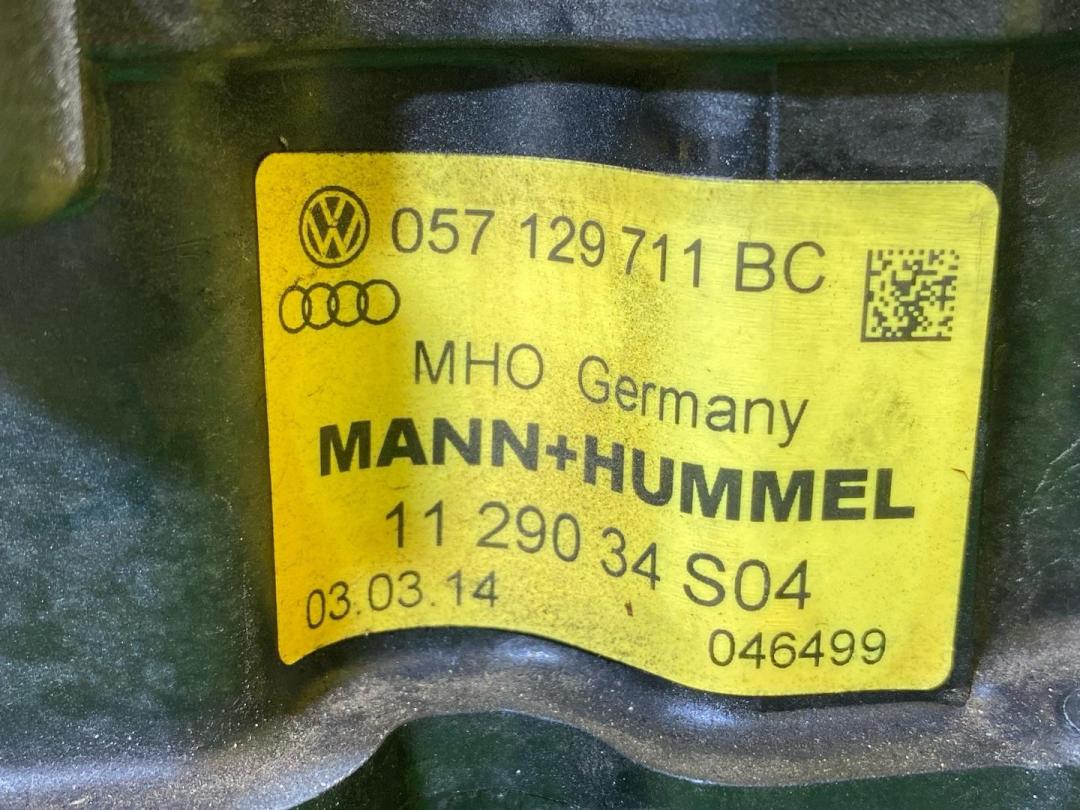 057 129 711 BC
MHO Germany
MANN+HUMMEL
11 290 34 S04
03.03.14
046499